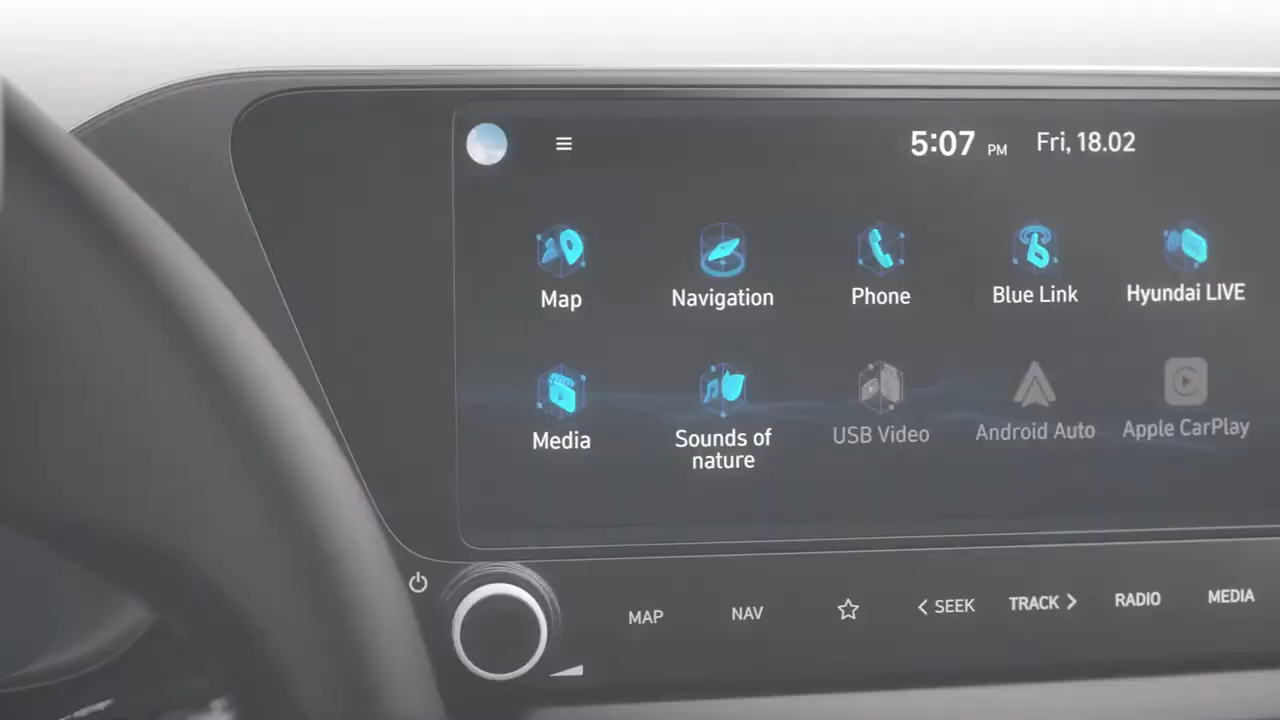 5:07 PM Fri, 18.02
Map
Navigation
Phone
Blue Link
Hyundai LIVE
Media
Sounds of
nature
USB Video
Android Auto
Apple CarPlay
MAP
NAV
SEEK
TRACK
RADIO
MEDIA